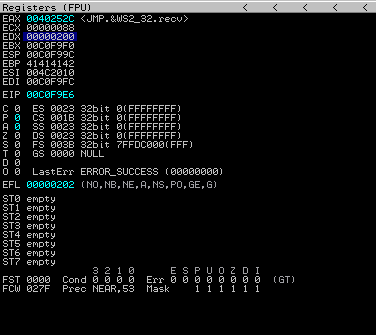 Registers (FPU) < < < < <
EAX 0040252C <JMP.&WS2_32.recv>
ECX 00000088
EDX 00000200
EBX 00C0F9F0
ESP 00C0F99C
EBP 41414142
ESI 004C2010
EDI 00C0F9FC
EIP 00C0F9E6
C 0 ES 0023 32bit 0(FFFFFFFF)
P 0 CS 001B 32bit 0(FFFFFFFF)
A 0 SS 0023 32bit 0(FFFFFFFF)
Z 0 DS 0023 32bit 0(FFFFFFFF)
S 0 FS 003B 32bit 7FFDC000(FFF)
T 0 GS 0000 NULL
D 0
O 0 LastErr ERROR_SUCCESS (00000000)
EFL 00000202 (NO,NB,NE,A,NS,PO,GE,G)
ST0 empty
ST1 empty
ST2 empty
ST3 empty
ST4 empty
ST5 empty
ST6 empty
ST7 empty
3 2 1 0 E S P U O Z D I
FST 0000 Cond 0 0 0 0 Err 0 0 0 0 0 0 0 0 (GT)
FCW 027F Prec NEAR,53 Mask 1 1 1 1 1 1